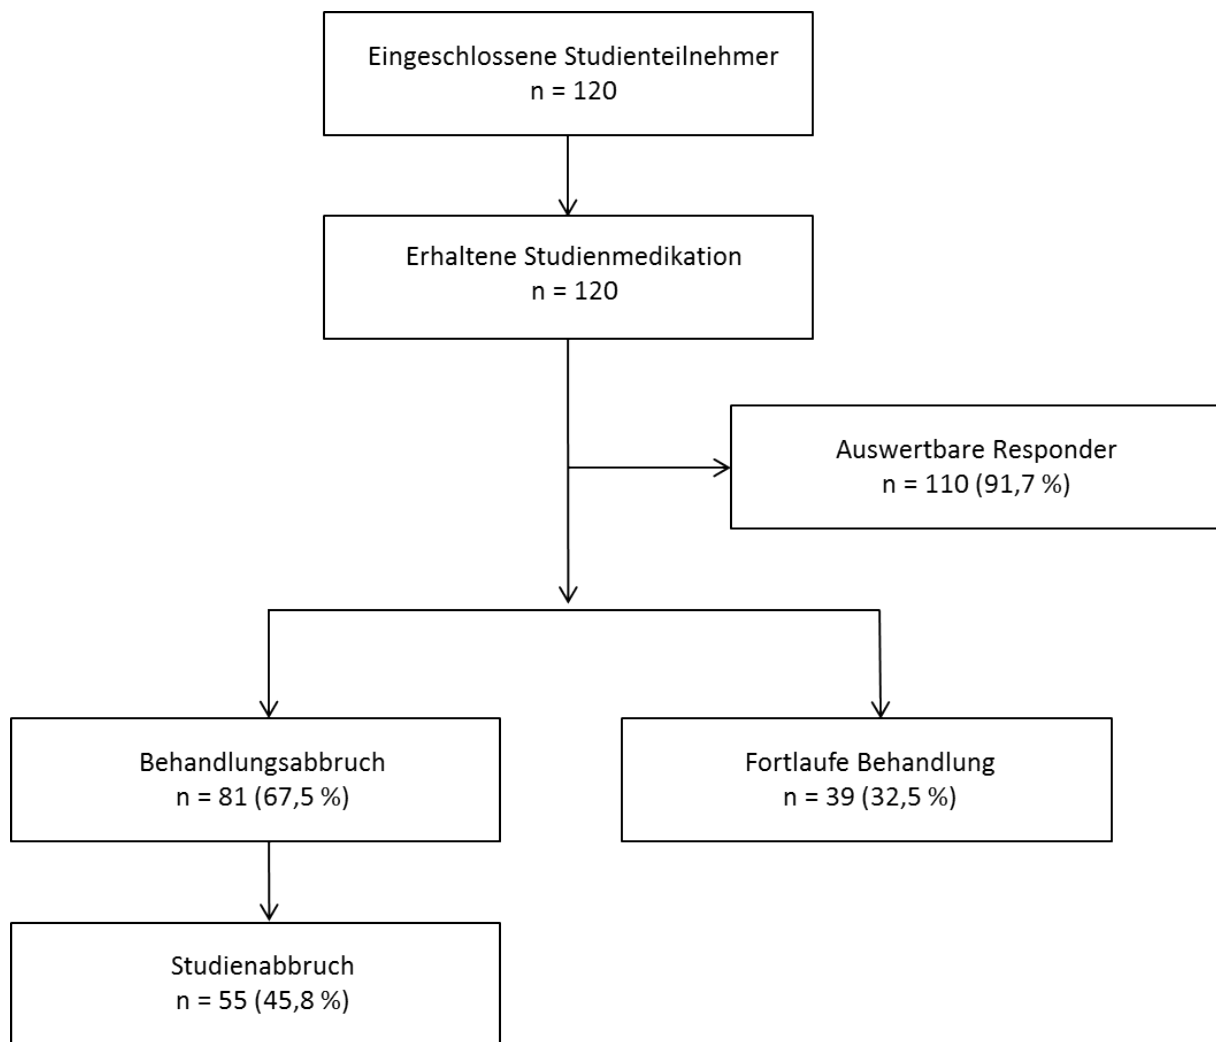 Eingeschlossene Studienteilnehmer
n = 120
Erhaltene Studienmedikation
n = 120
Auswertbare Responder
n = 110 (91,7 %)
Behandlungsabbruch
n = 81 (67,5 %)
Fortlaufe Behandlung
n = 39 (32,5 %)
Studienabbruch
n = 55 (45,8 %)